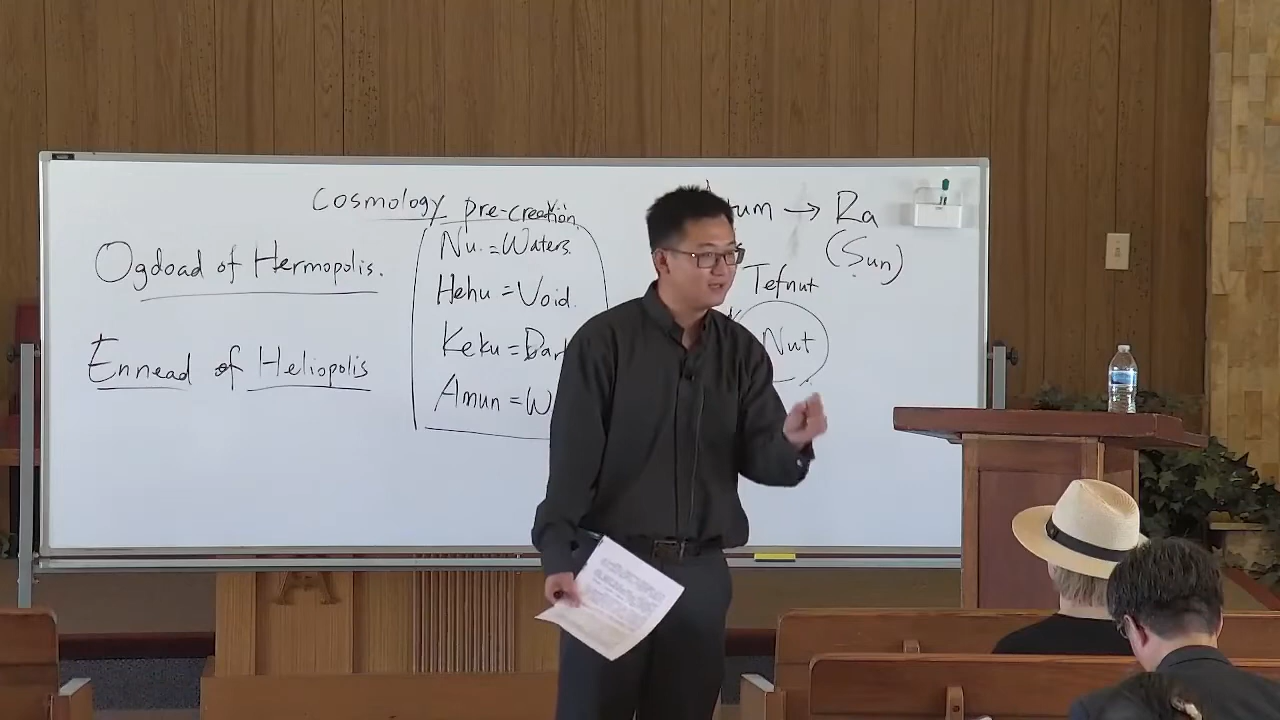 Cosmology pre-creation
Ogdoad of Hermopolis.
Ennead of Heliopolis
Nu. = Waters.
Hehu = Void.
Keku =
Amun =
→ Ra
(Sun)
Tefnut
Nut